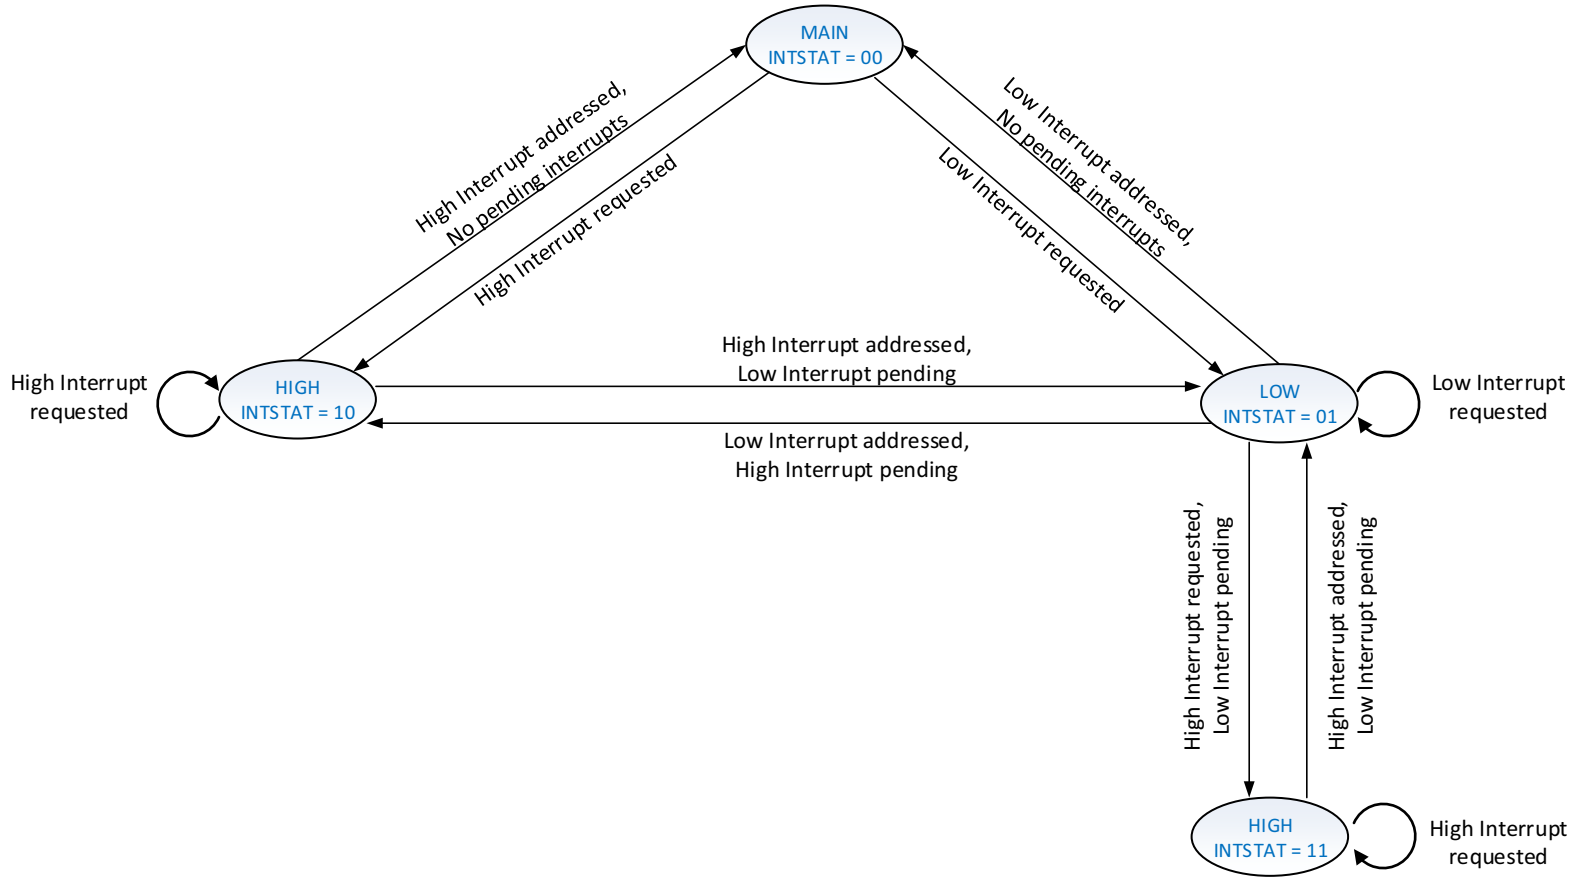 MAIN
INTSTAT = 00
High Interrupt addressed,
No pending interrupts
High Interrupt requested
Low Interrupt addressed,
No pending interrupts
Low Interrupt requested
High Interrupt addressed,
Low Interrupt pending
High Interrupt
requested
HIGH
INTSTAT = 10
LOW
INTSTAT = 01
Low Interrupt
requested
Low Interrupt addressed,
High Interrupt pending
High Interrupt requested,
Low Interrupt pending
High Interrupt addressed,
Low Interrupt pending
HIGH
INTSTAT = 11
High Interrupt
requested